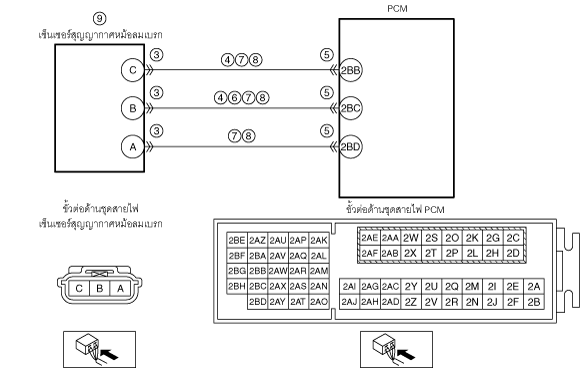 PCM
⑨
เซ็นเซอร์สุญญากาศหม้อลมเบรก
C ③ ④⑦⑧ ⑤ 2BB
B ③ ④⑥⑦⑧ ⑤ 2BC
A ③ ⑦⑧ ⑤ 2BD
ขั้วต่อด้านชุดสายไฟ
เซ็นเซอร์สุญญากาศหม้อลมเบรก
ขั้วต่อด้านชุดสายไฟ PCM
C B A
2BE 2AZ 2AU 2AP 2AK 2AE 2AA 2W 2S 2O 2K 2G 2C
2BF 2BA 2AV 2AQ 2AL 2AF 2AB 2X 2T 2P 2L 2H 2D
2BG 2BB 2AW 2AR 2AM
2BH 2BC 2AX 2AS 2AN 2AI 2AG 2AC 2Y 2U 2Q 2M 2I 2E 2A
2BD 2AY 2AT 2AO 2AJ 2AH 2AD 2Z 2V 2R 2N 2J 2F 2B